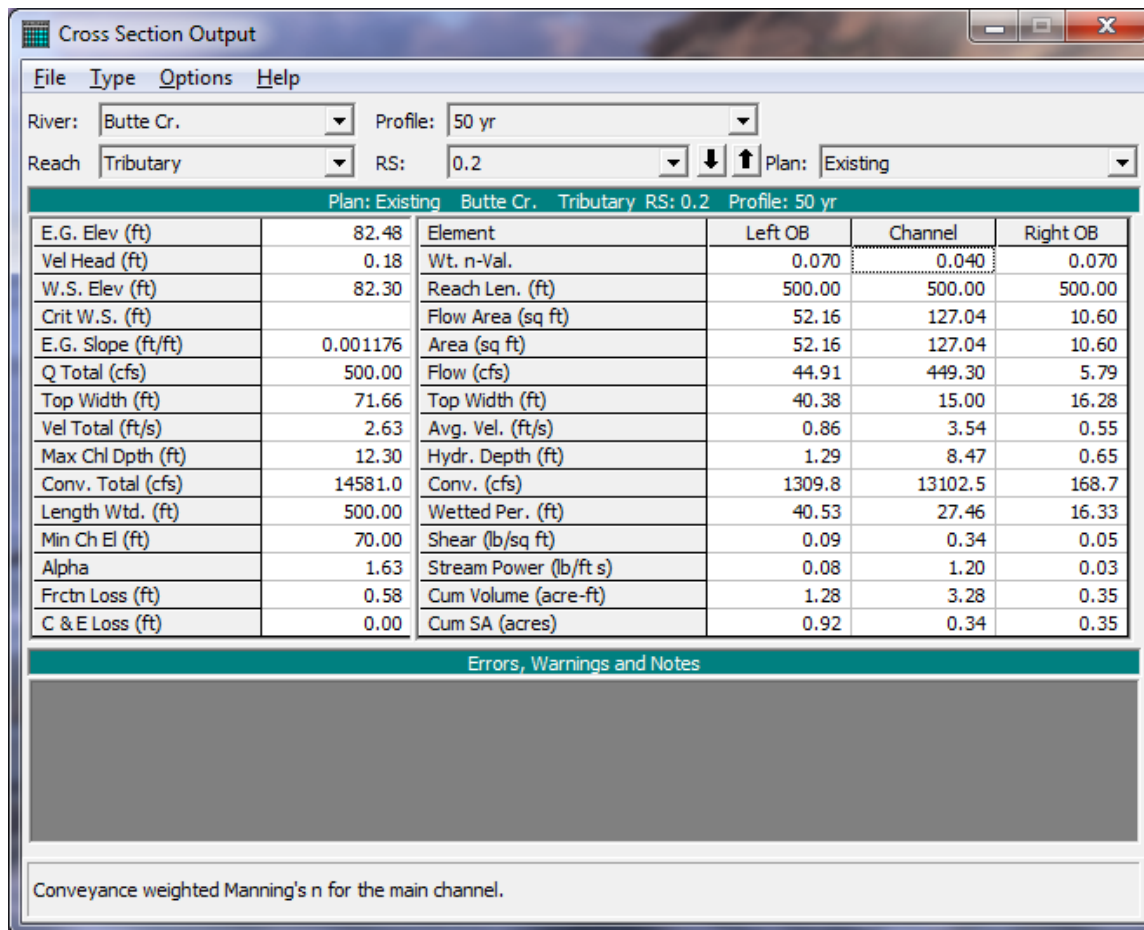 Cross Section Output
File Type Options Help
River: Butte Cr. Profile: 50 yr
Reach Tributary RS: 0.2 Plan: Existing
Plan: Existing Butte Cr. Tributary RS: 0.2 Profile: 50 yr
E.G. Elev (ft) 82.48 Element Left OB Channel Right OB
Vel Head (ft) 0.18 Wt. n-Val. 0.070 0.040 0.070
W.S. Elev (ft) 82.30 Reach Len. (ft) 500.00 500.00 500.00
Crit W.S. (ft) Flow Area (sq ft) 52.16 127.04 10.60
E.G. Slope (ft/ft) 0.001176 Area (sq ft) 52.16 127.04 10.60
Q Total (cfs) 500.00 Flow (cfs) 44.91 449.30 5.79
Top Width (ft) 71.66 Top Width (ft) 40.38 15.00 16.28
Vel Total (ft/s) 2.63 Avg. Vel. (ft/s) 0.86 3.54 0.55
Max Chl Dpth (ft) 12.30 Hydr. Depth (ft) 1.29 8.47 0.65
Conv. Total (cfs) 14581.0 Conv. (cfs) 1309.8 13102.5 168.7
Length Wtd. (ft) 500.00 Wetted Per. (ft) 40.53 27.46 16.33
Min Ch El (ft) 70.00 Shear (lb/sq ft) 0.09 0.34 0.05
Alpha 1.63 Stream Power (lb/ft s) 0.08 1.20 0.03
Frctn Loss (ft) 0.58 Cum Volume (acre-ft) 1.28 3.28 0.35
C & E Loss (ft) 0.00 Cum SA (acres) 0.92 0.34 0.35
Errors, Warnings and Notes
Conveyance weighted Manning's n for the main channel.